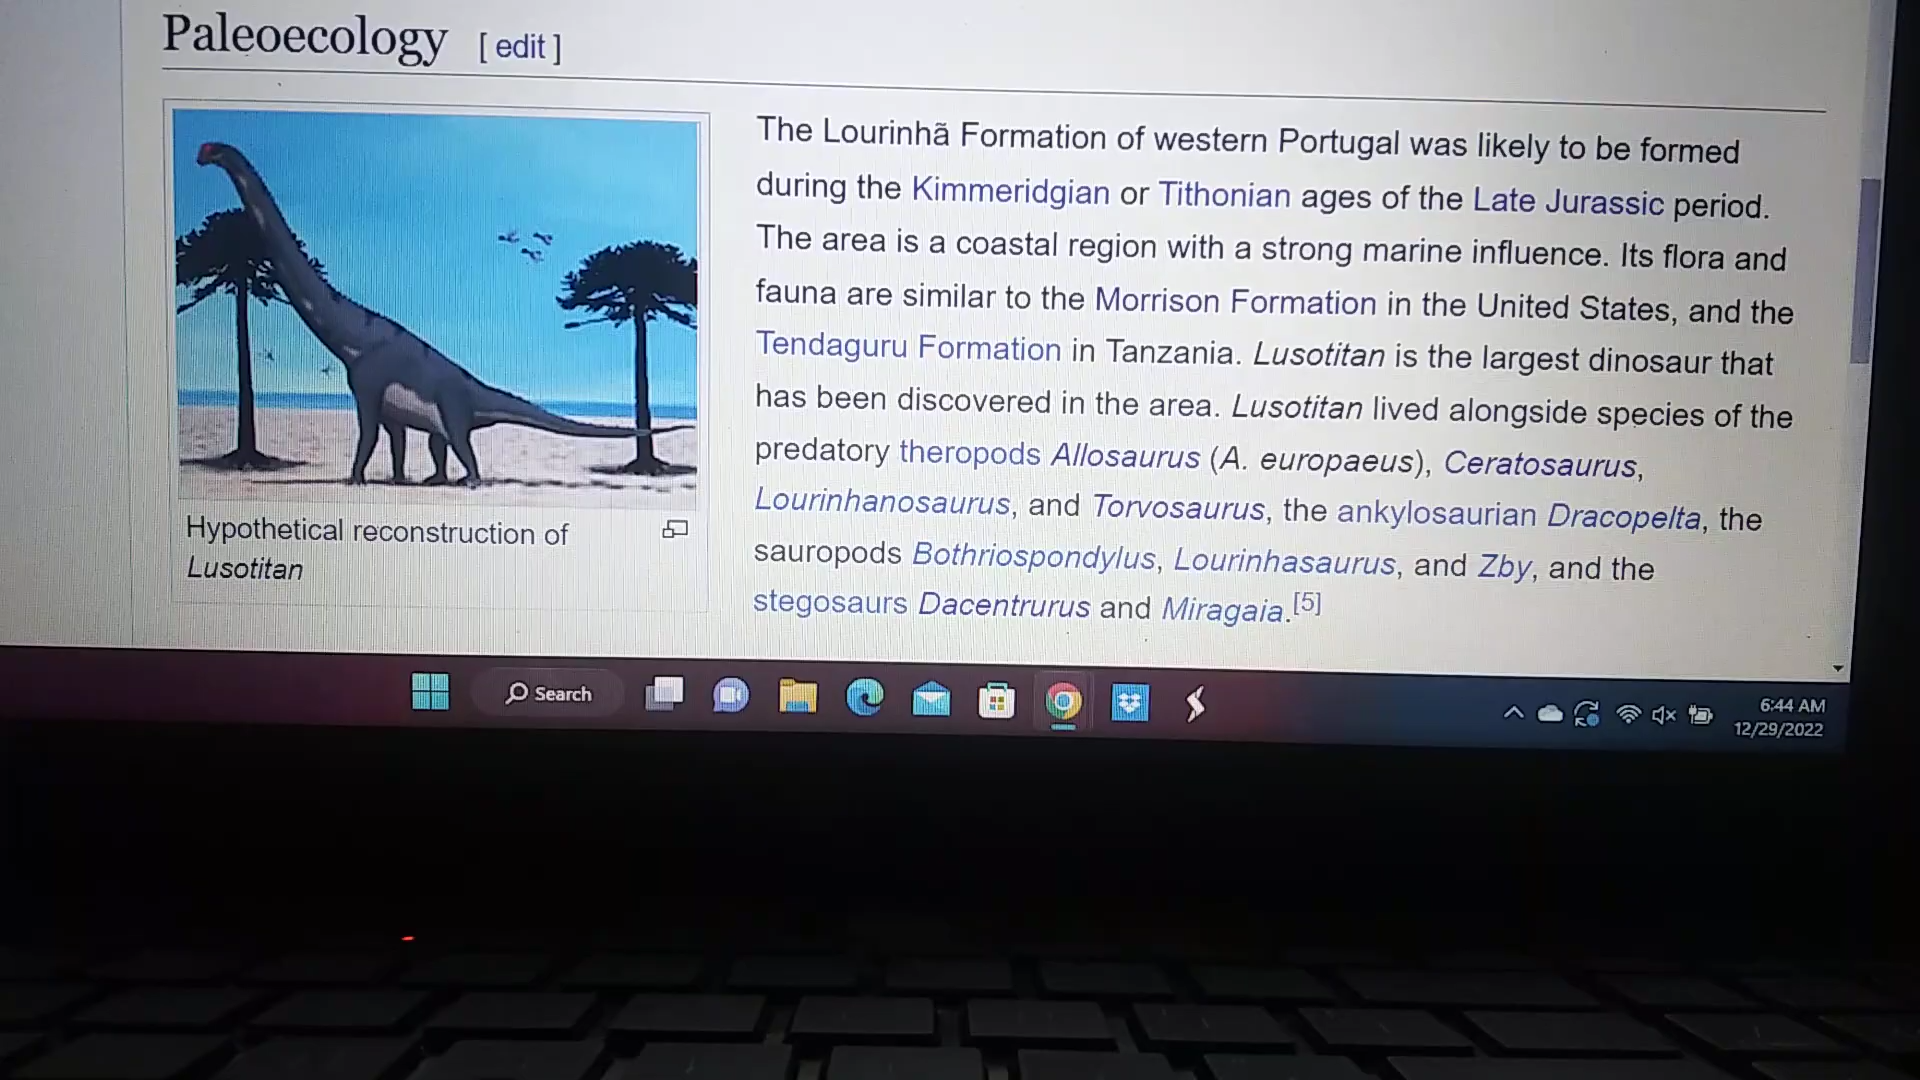 Paleoecology [ edit ]
The Lourinhã Formation of western Portugal was likely to be formed
during the Kimmeridgian or Tithonian ages of the Late Jurassic period.
The area is a coastal region with a strong marine influence. Its flora and
fauna are similar to the Morrison Formation in the United States, and the
Tendaguru Formation in Tanzania. Lusotitan is the largest dinosaur that
has been discovered in the area. Lusotitan lived alongside species of the
predatory theropods Allosaurus (A. europaeus), Ceratosaurus,
Lourinhanosaurus, and Torvosaurus, the ankylosaurian Dracopelta, the
sauropods Bothriospondylus, Lourinhasaurus, and Zby, and the
stegosaurs Dacentrurus and Miragaia.[5]
Hypothetical reconstruction of
Lusotitan
Search
6:44 AM
12/29/2022